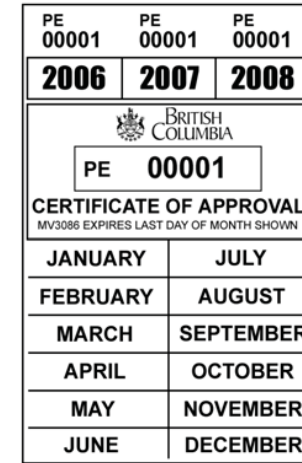 PE PE PE
00001 00001 00001
2006 2007 2008
BRITISH
COLUMBIA
PE 00001
CERTIFICATE OF APPROVAL
MV3086 EXPIRES LAST DAY OF MONTH SHOWN
JANUARY JULY
FEBRUARY AUGUST
MARCH SEPTEMBER
APRIL OCTOBER
MAY NOVEMBER
JUNE DECEMBER